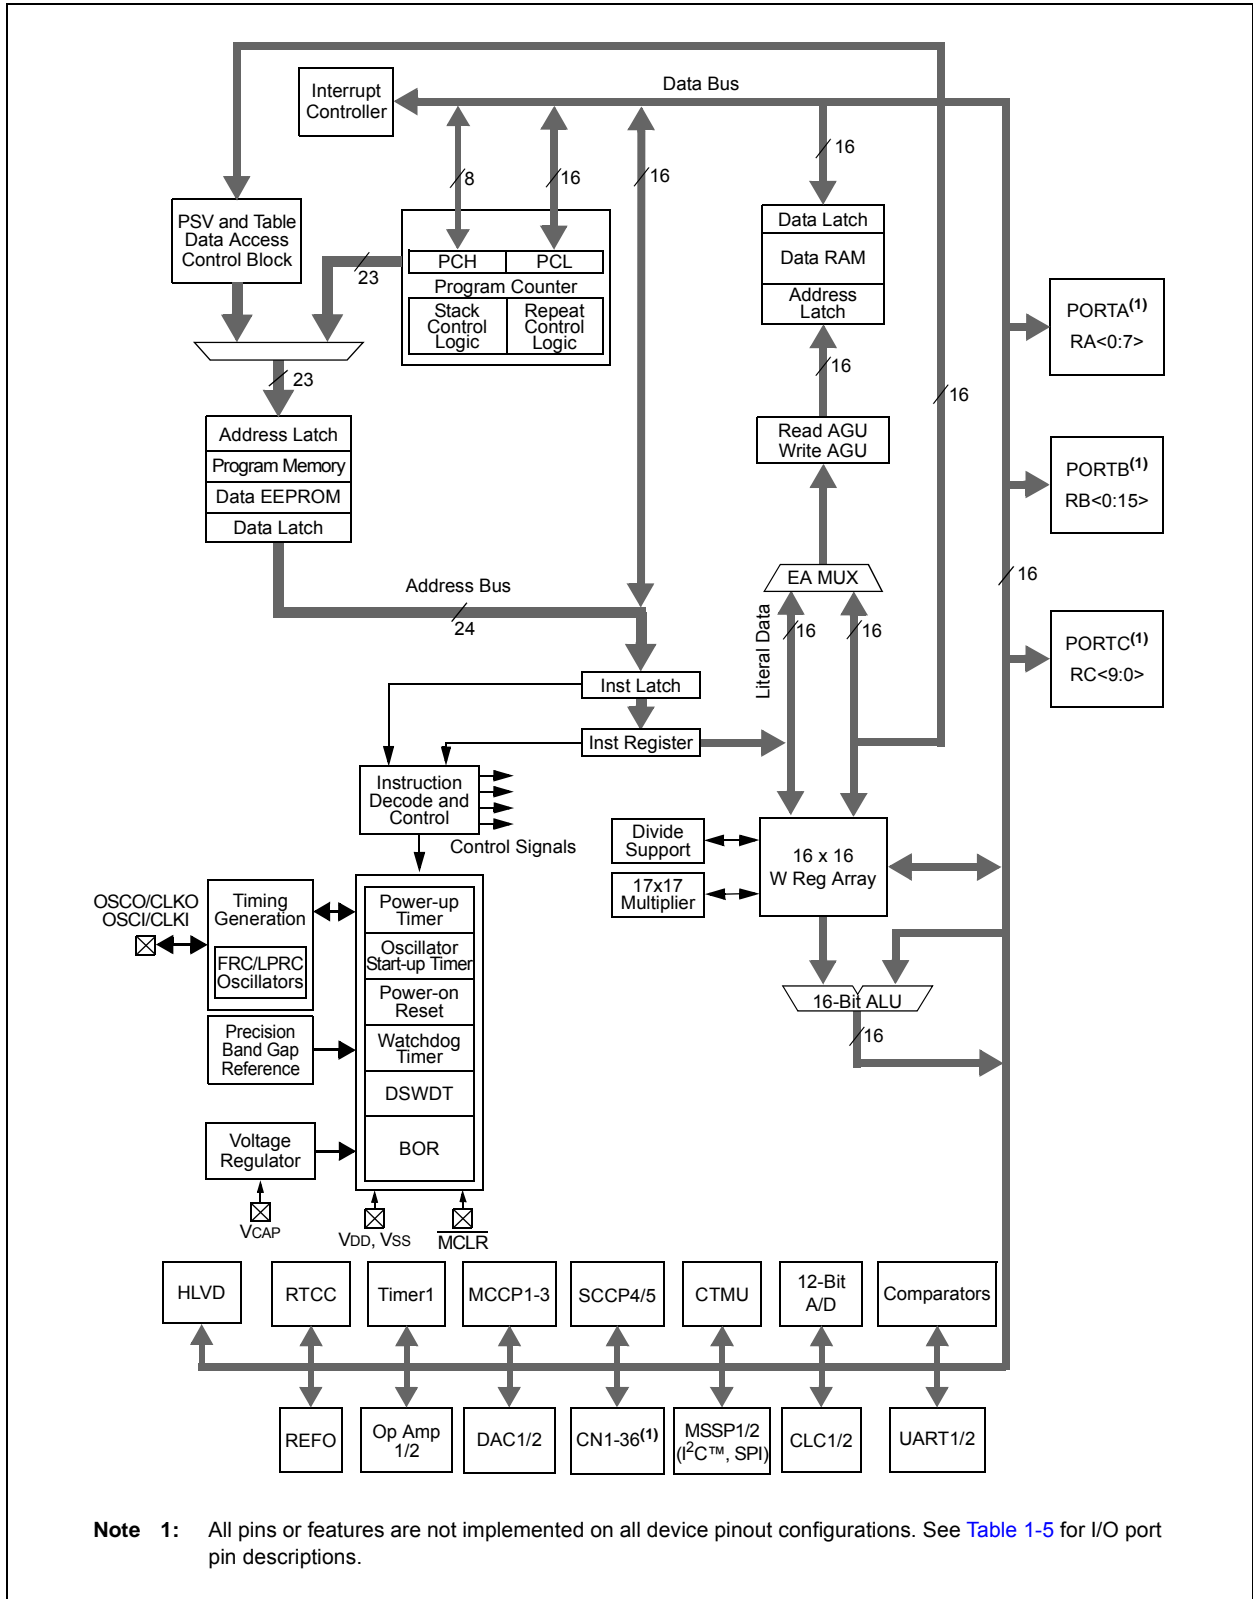 Data Bus
Interrupt
Controller
8
16
16
16
PSV and Table
Data Access
Control Block
23
PCH
PCL
Program Counter
Stack
Control
Logic
Repeat
Control
Logic
Data Latch
Data RAM
Address
Latch
PORTA(1)
RA<0:7>
23
16
16
Address Latch
Program Memory
Data EEPROM
Data Latch
Read AGU
Write AGU
PORTB(1)
RB<0:15>
EA MUX
16
Address Bus
24
Literal Data
16
16
PORTC(1)
RC<9:0>
Inst Latch
Inst Register
Instruction
Decode and
Control
Control Signals
Divide
Support
17x17
Multiplier
16 x 16
W Reg Array
OSCO/CLKO
OSCI/CLKI
Timing
Generation
FRC/LPRC
Oscillators
Power-up
Timer
Oscillator
Start-up Timer
Power-on
Reset
Watchdog
Timer
DSWDT
BOR
16-Bit ALU
16
Precision
Band Gap
Reference
Voltage
Regulator
VCAP
VDD, VSS
MCLR
HLVD
RTCC
Timer1
MCCP1-3
SCCP4/5
CTMU
12-Bit
A/D
Comparators
REFO
Op Amp
1/2
DAC1/2
CN1-36(1)
MSSP1/2
(I2C™, SPI)
CLC1/2
UART1/2
Note 1: All pins or features are not implemented on all device pinout configurations. See Table 1-5 for I/O port
pin descriptions.